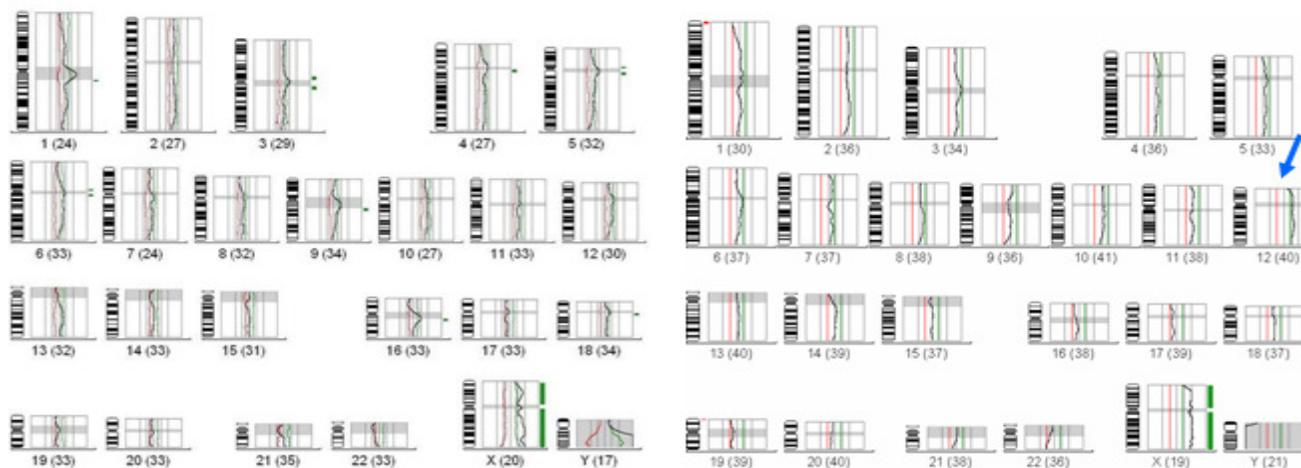 1 (24) 2 (27) 3 (29) 4 (27) 5 (32)
6 (33) 7 (24) 8 (32) 9 (34) 10 (27) 11 (33) 12 (30)
13 (32) 14 (33) 15 (31) 16 (33) 17 (33) 18 (34)
19 (33) 20 (33) 21 (35) 22 (33) X (20) Y (17)
1 (30) 2 (36) 3 (34) 4 (36) 5 (33)
6 (37) 7 (37) 8 (38) 9 (36) 10 (41) 11 (38) 12 (40)
13 (40) 14 (39) 15 (37) 16 (38) 17 (39) 18 (37)
19 (39) 20 (40) 21 (38) 22 (36) X (19) Y (21)